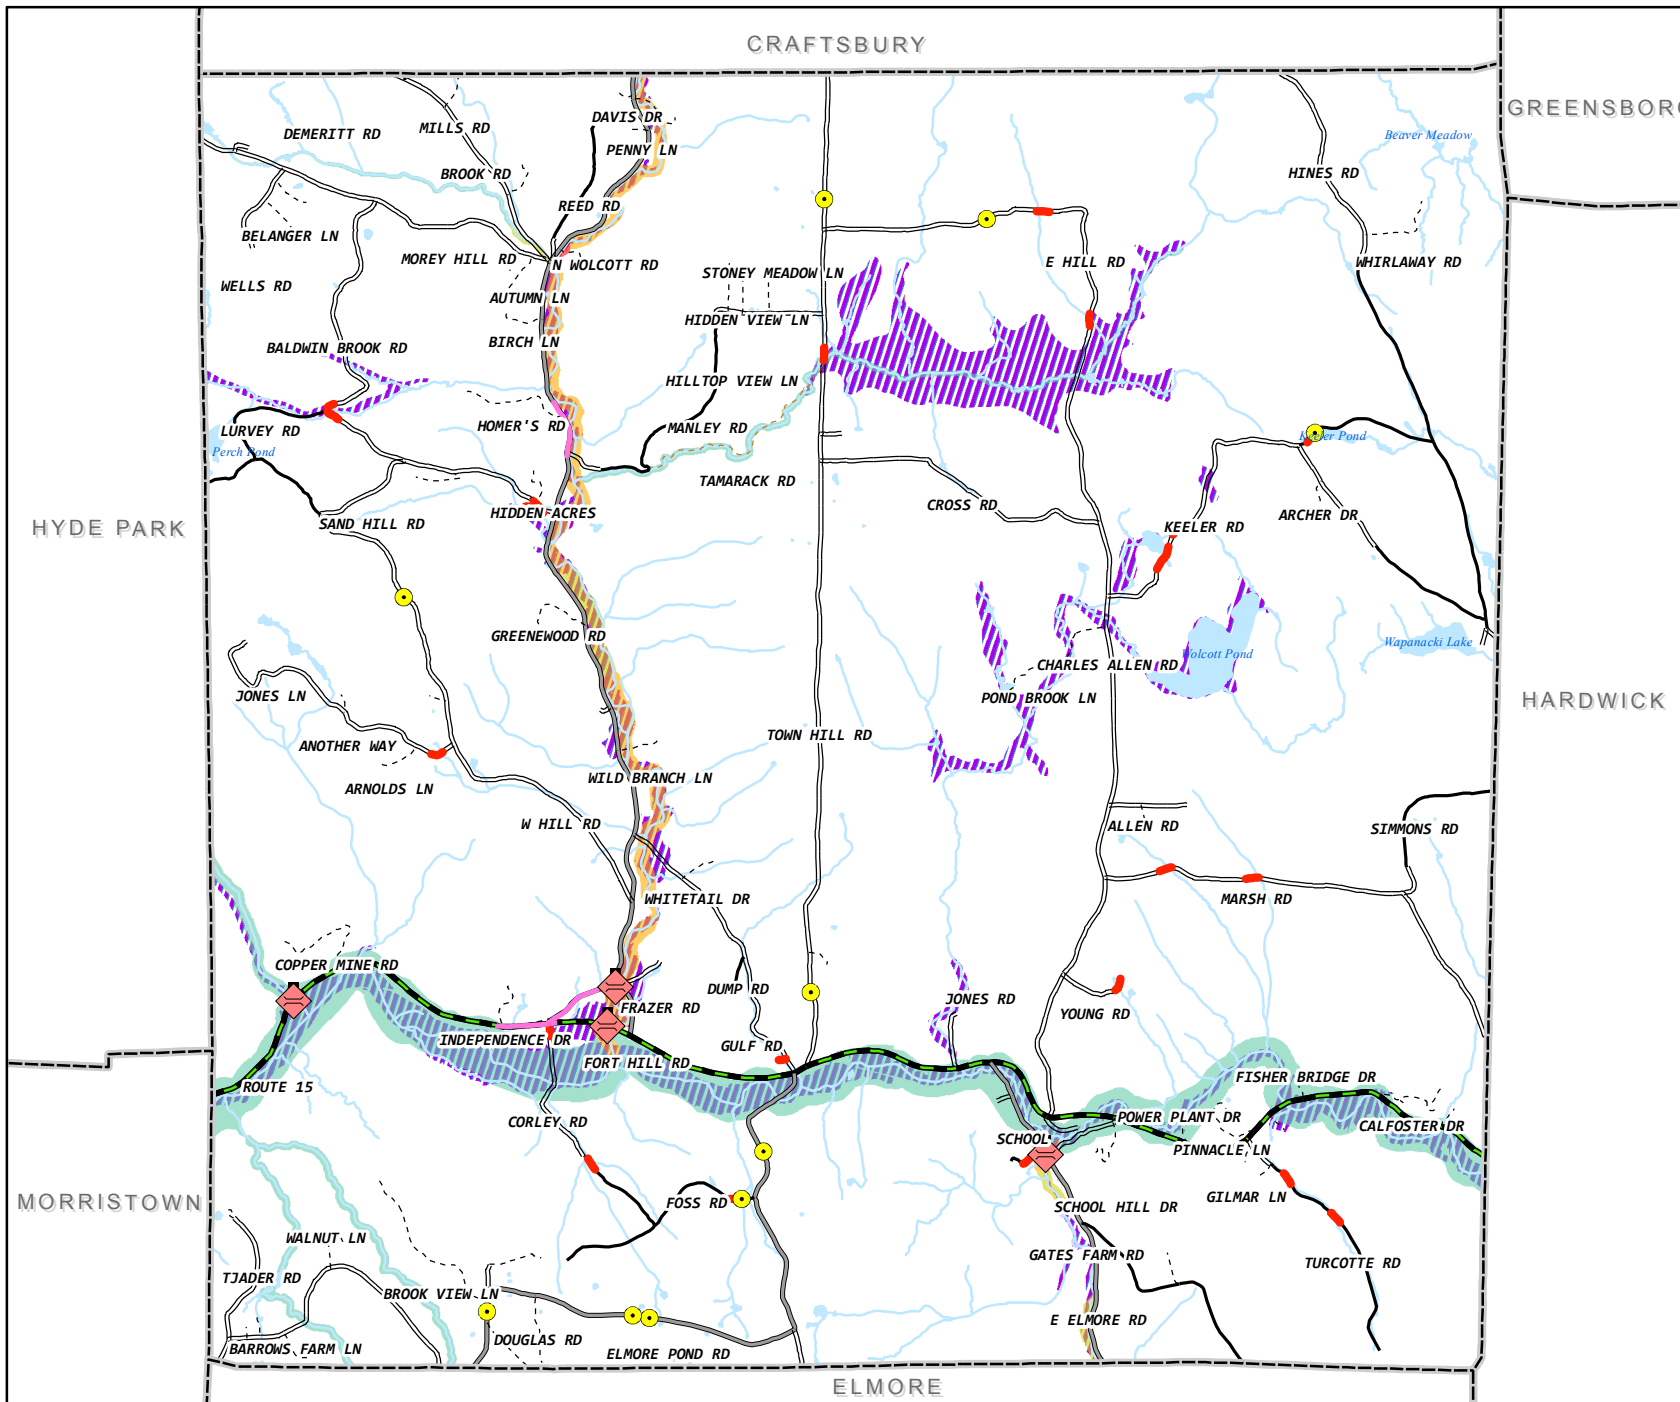 CRAFTSBURY
GREENSBORO
DAVIS DR
MILLS RD
DEMERITT RD
Beaver Meadow
PENNY LN
BROOK RD
HINES RD
REED RD
BELANGER LN
MOREY HILL RD
N WOLCOTT RD
E HILL RD
WHIRLAWAY RD
STONEY MEADOW LN
WELLS RD
AUTUMN LN
HIDDEN VIEW LN
BIRCH LN
BALDWIN BROOK RD
HILLTOP VIEW LN
HOMER'S RD
MANLEY RD
LURVEY RD
Keeler Pond
Perch Pond
TAMARACK RD
CROSS RD
HIDDEN ACRES
ARCHER DR
SAND HILL RD
KEELER RD
HYDE PARK
GREENEWOOD RD
Wapanacki Lake
Wolcott Pond
CHARLES ALLEN RD
JONES LN
POND BROOK LN
HARDWICK
TOWN HILL RD
ANOTHER WAY
WILD BRANCH LN
ARNOLDS LN
W HILL RD
ALLEN RD
SIMMONS RD
WHITETAIL DR
MARSH RD
COPPER MINE RD
DUMP RD
JONES RD
FRAZER RD
YOUNG RD
INDEPENDENCE DR
GULF RD
FORT HILL RD
FISHER BRIDGE DR
ROUTE 15
POWER PLANT DR
CORLEY RD
CALFOSTER DR
SCHOOL
PINNACLE LN
MORRISTOWN
FOSS RD
GILMAR LN
SCHOOL HILL DR
WALNUT LN
GATES FARM RD
TURCOTTE RD
TJADER RD
BROOK VIEW LN
E ELMORE RD
DOUGLAS RD
BARROWS FARM LN
ELMORE POND RD
ELMORE